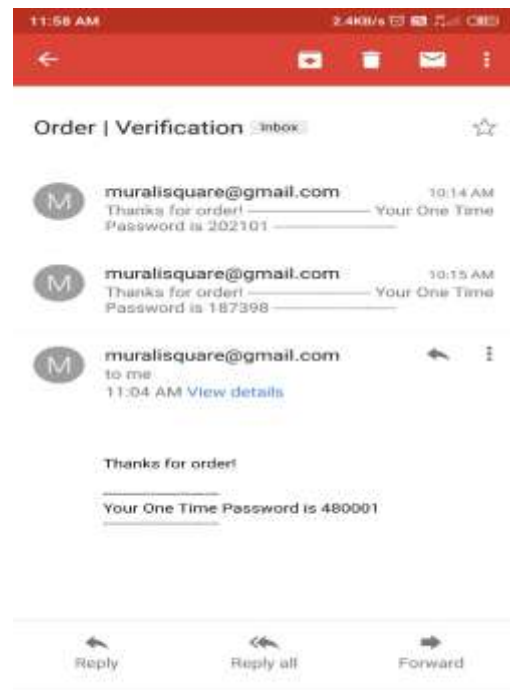 11:58 AM 2.4KB/s
Order | Verification Inbox
muralisquare@gmail.com 10:14 AM
Thanks for order! ---------------------- Your One Time
Password is 202101 ----------------------
muralisquare@gmail.com 10:15 AM
Thanks for order! ---------------------- Your One Time
Password is 187398 ----------------------
muralisquare@gmail.com
to me
11:04 AM View details
Thanks for order!
----------------------
Your One Time Password is 480001
----------------------
Reply Reply all Forward
M
M
M